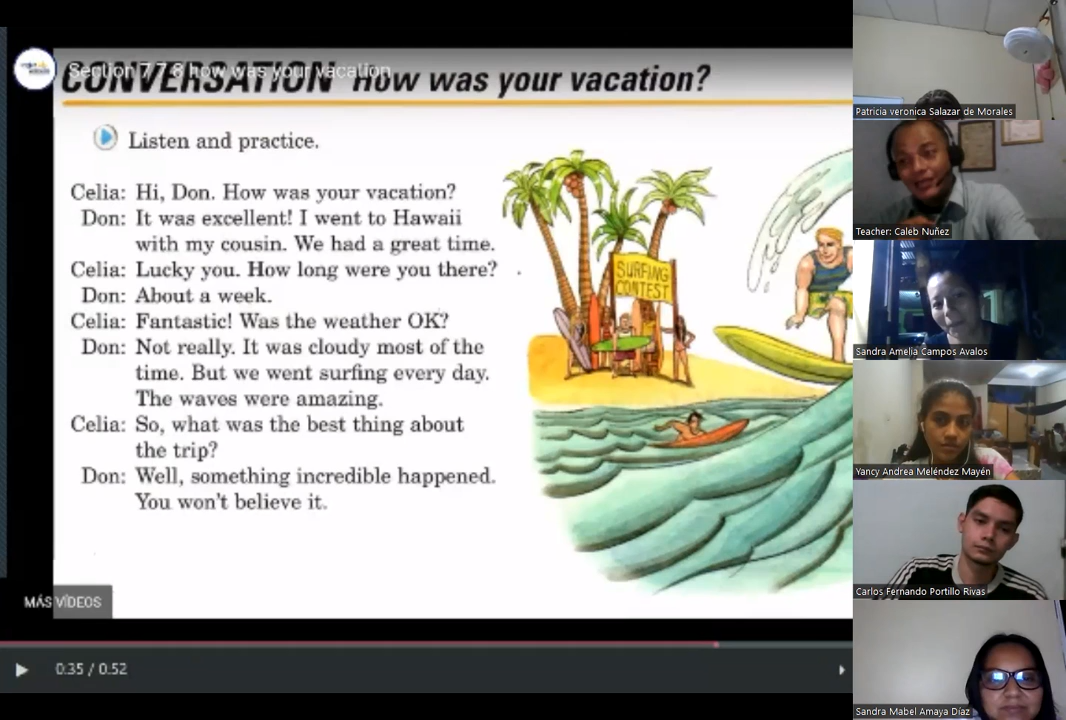 Section 7 7 8 how was your vacation
CONVERSATION How was your vacation?
Listen and practice.
Celia: Hi, Don. How was your vacation?
Don: It was excellent! I went to Hawaii
with my cousin. We had a great time.
Celia: Lucky you. How long were you there?
Don: About a week.
Celia: Fantastic! Was the weather OK?
Don: Not really. It was cloudy most of the
time. But we went surfing every day.
The waves were amazing.
Celia: So, what was the best thing about
the trip?
Don: Well, something incredible happened.
You won't believe it.
SURFING
CONTEST
MÁS VÍDEOS
0:35 / 0:52
Patricia veronica Salazar de Morales
Teacher: Caleb Nuñez
Sandra Amelia Campos Avalos
Yancy Andrea Meléndez Mayén
Carlos Fernando Portillo Rivas
Sandra Mabel Amaya Díaz